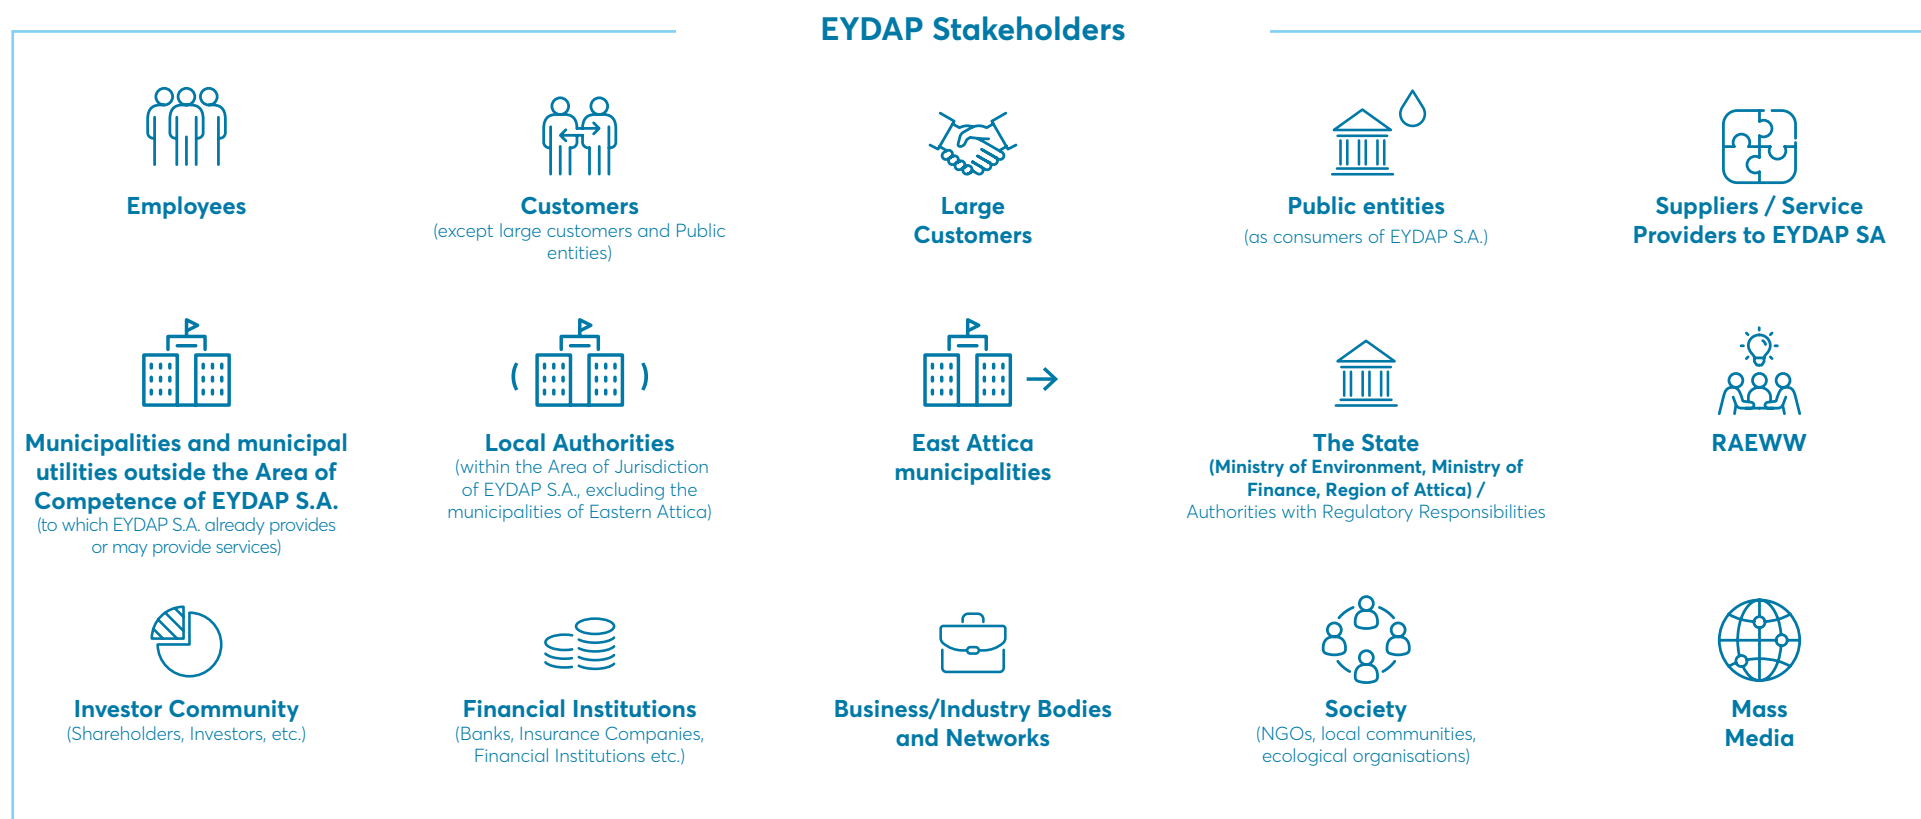 EYDAP Stakeholders
Employees
Customers
(except large customers and Public
entities)
Large
Customers
Public entities
(as consumers of EYDAP S.A.)
Suppliers / Service
Providers to EYDAP SA
Municipalities and municipal
utilities outside the Area of
Competence of EYDAP S.A.
(to which EYDAP S.A. already provides
or may provide services)
Local Authorities
(within the Area of Jurisdiction
of EYDAP S.A., excluding the
municipalities of Eastern Attica)
East Attica
municipalities
The State
(Ministry of Environment, Ministry of
Finance, Region of Attica) /
Authorities with Regulatory Responsibilities
RAEWW
Investor Community
(Shareholders, Investors, etc.)
Financial Institutions
(Banks, Insurance Companies,
Financial Institutions etc.)
Business/Industry Bodies
and Networks
Society
(NGOs, local communities,
ecological organisations)
Mass
Media